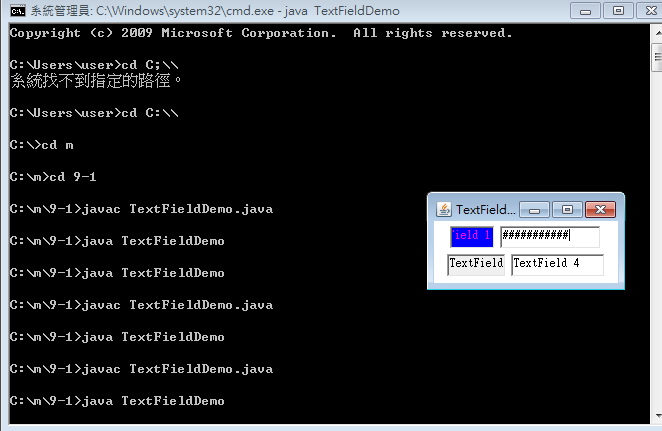 系統管理員: C:\Windows\system32\cmd.exe - java TextFieldDemo
Copyright (c) 2009 Microsoft Corporation.  All rights reserved.
C:\Users\user>cd C;\\
系統找不到指定的路徑。
C:\Users\user>cd C:\\
C:\>cd m
C:\m>cd 9-1
C:\m\9-1>javac TextFieldDemo.java
C:\m\9-1>java TextFieldDemo
C:\m\9-1>java TextFieldDemo
C:\m\9-1>javac TextFieldDemo.java
C:\m\9-1>java TextFieldDemo
C:\m\9-1>javac TextFieldDemo.java
C:\m\9-1>java TextFieldDemo
TextField...
ield 1 ###########
TextField TextField 4